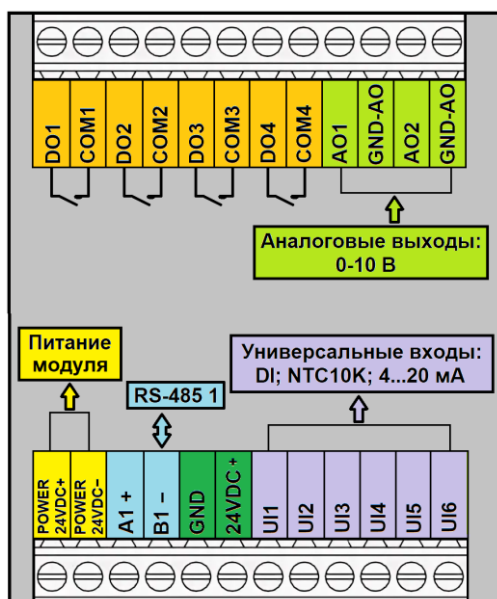 DO1
COM1
DO2
COM2
DO3
COM3
DO4
COM4
AO1
GND-AO
AO2
GND-AO
Аналоговые выходы:
0-10 В
Питание
модуля
RS-485 1
Универсальные входы:
DI; NTC10K; 4...20 мА
POWER
24VDC+
POWER
24VDC−
A1 +
B1 −
GND
24VDC +
UI1
UI2
UI3
UI4
UI5
UI6